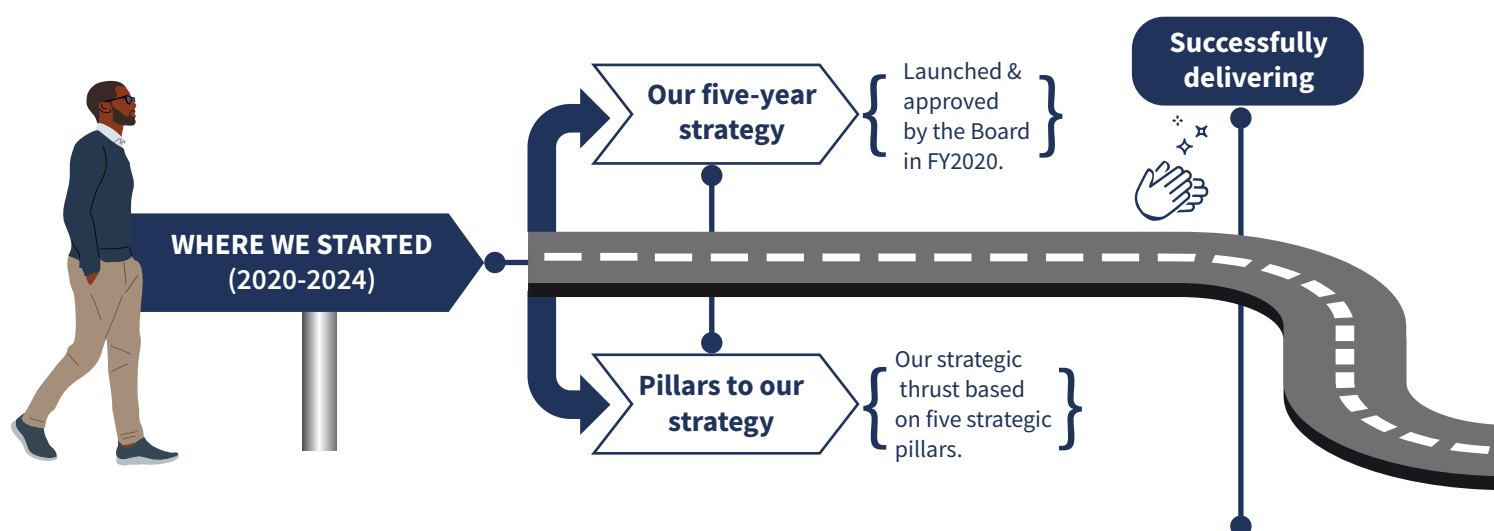 WHERE WE STARTED
(2020-2024)
Our five-year
strategy
Launched &
approved
by the Board
in FY2020.
Pillars to our
strategy
Our strategic
thrust based
on five strategic
pillars.
Successfully
delivering